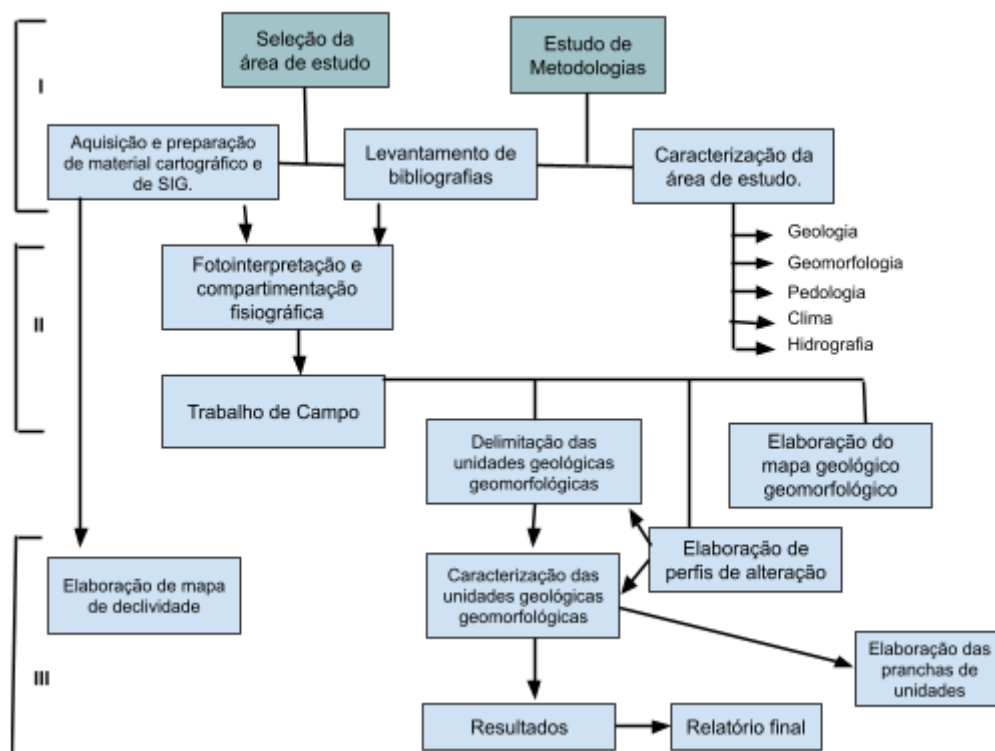 Seleção da
área de estudo
Estudo de
Metodologias
I
Aquisição e preparação
de material cartográfico e
de SIG.
Levantamento de
bibliografias
Caracterização da
área de estudo.
Geologia
Geomorfologia
Pedologia
Clima
Hidrografia
II
Fotointerpretação e
compartimentação
fisiográfica
Trabalho de Campo
Delimitação das
unidades geológicas
geomorfológicas
Elaboração do
mapa geológico
geomorfológico
Elaboração de
perfis de alteração
III
Elaboração de mapa
de declividade
Caracterização das
unidades geológicas
geomorfológicas
Elaboração das
pranchas de
unidades
Resultados
Relatório final